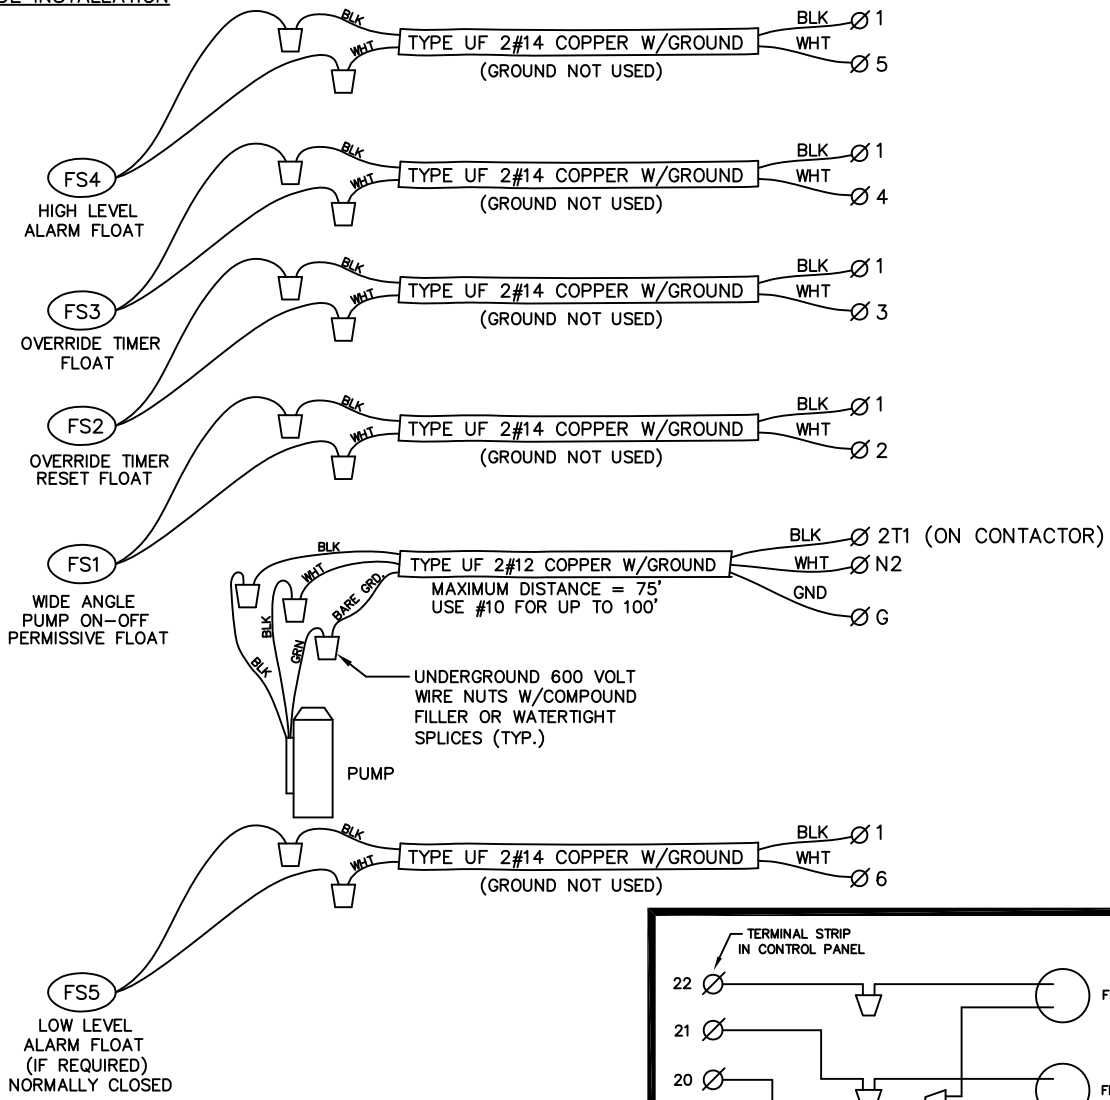 BLK
WHT
TYPE UF 2#14 COPPER W/GROUND
(GROUND NOT USED)
BLK
1
WHT
5
FS4
HIGH LEVEL
ALARM FLOAT
BLK
WHT
TYPE UF 2#14 COPPER W/GROUND
(GROUND NOT USED)
BLK
1
WHT
4
FS3
OVERRIDE TIMER
FLOAT
BLK
WHT
TYPE UF 2#14 COPPER W/GROUND
(GROUND NOT USED)
BLK
1
WHT
3
FS2
OVERRIDE TIMER
RESET FLOAT
BLK
WHT
TYPE UF 2#14 COPPER W/GROUND
(GROUND NOT USED)
BLK
1
WHT
2
FS1
WIDE ANGLE
PUMP ON-OFF
PERMISSIVE FLOAT
BLK
WHT
BARE GRD.
BLK
GRN
BLK
TYPE UF 2#12 COPPER W/GROUND
MAXIMUM DISTANCE = 75'
USE #10 FOR UP TO 100'
BLK
2T1 (ON CONTACTOR)
WHT
N2
GND
G
UNDERGROUND 600 VOLT
WIRE NUTS W/COMPOUND
FILLER OR WATERTIGHT
SPLICES (TYP.)
PUMP
BLK
WHT
TYPE UF 2#14 COPPER W/GROUND
(GROUND NOT USED)
BLK
1
WHT
6
FS5
LOW LEVEL
ALARM FLOAT
(IF REQUIRED)
NORMALLY CLOSED
TERMINAL STRIP
IN CONTROL PANEL
22
21
20